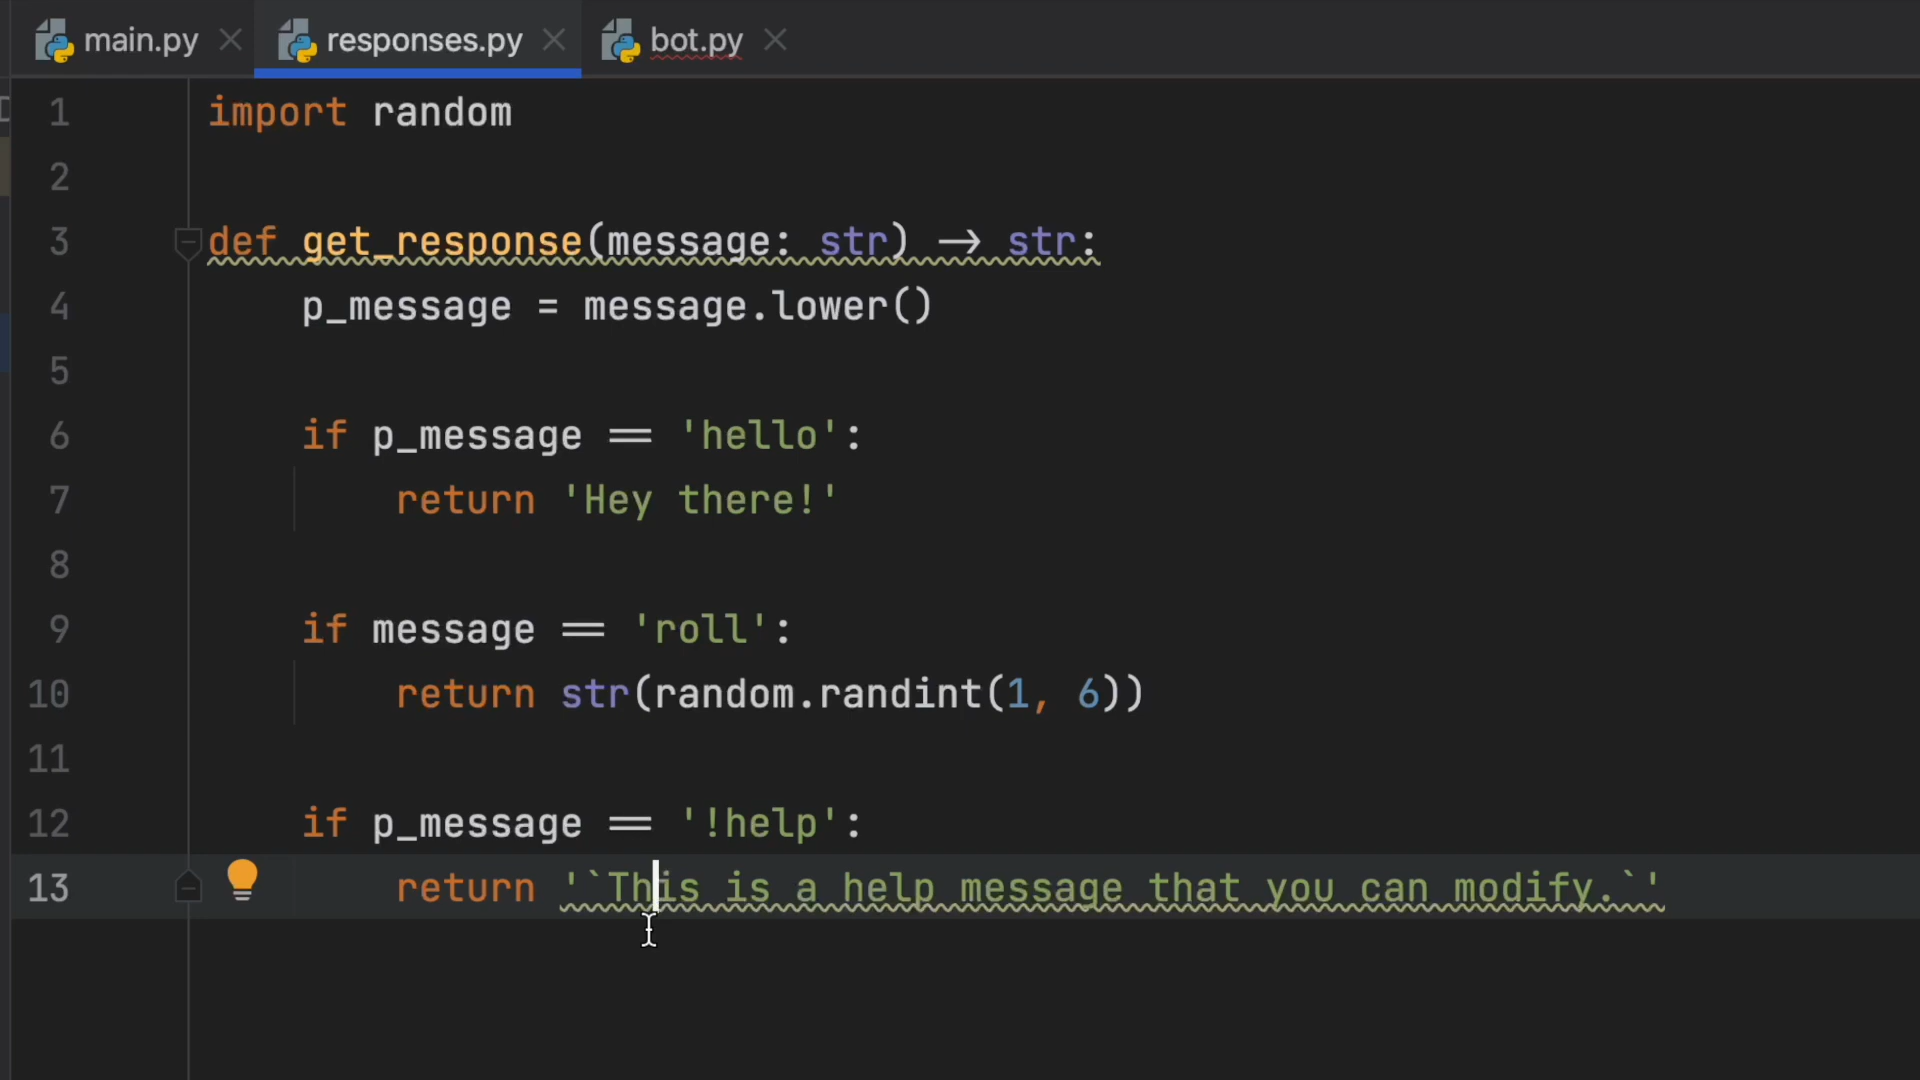 main.py
responses.py
bot.py
1 import random
2
3 def get_response(message: str) -> str:
4 p_message = message.lower()
5
6 if p_message == 'hello':
7 return 'Hey there!'
8
9 if message == 'roll':
10 return str(random.randint(1, 6))
11
12 if p_message == '!help':
13 return '`This is a help message that you can modify.`'